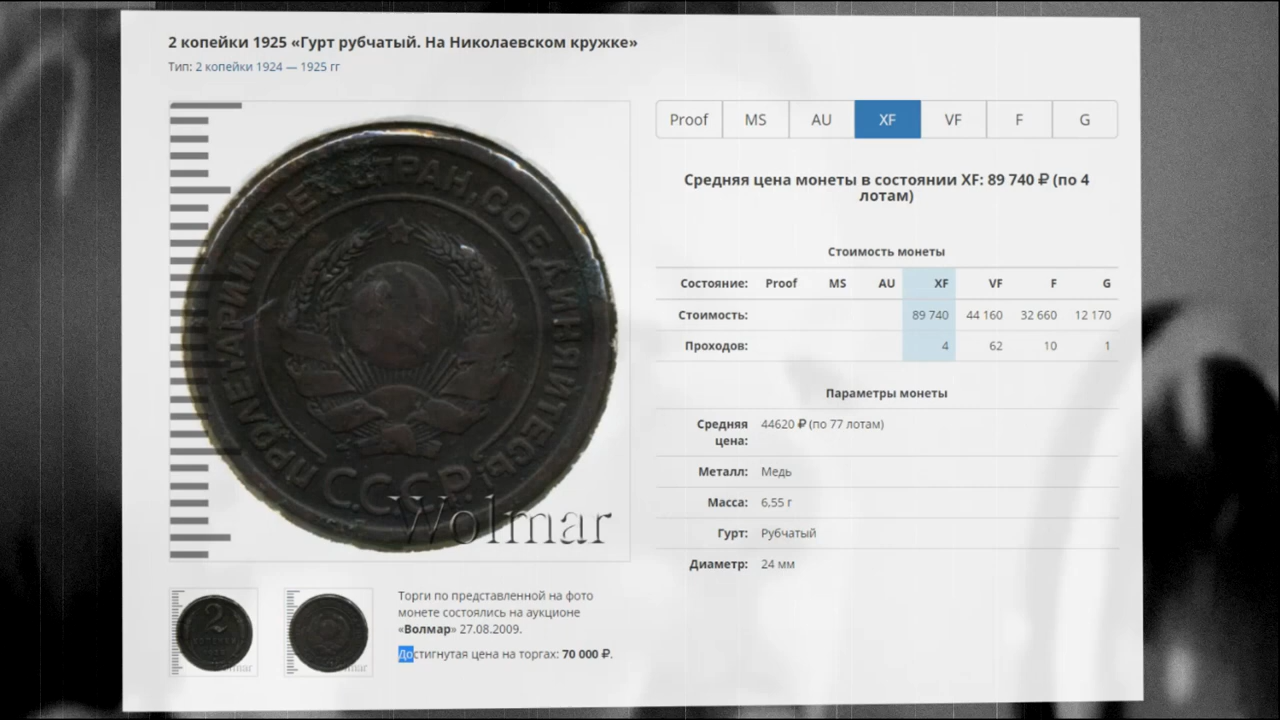 2 копейки 1925 «Гурт рубчатый. На Николаевском кружке»
Тип: 2 копейки 1924 — 1925 гг
ПРОЛЕТАРИИ ВСЕХ СТРАН, СОЕДИНЯЙТЕСЬ!
С.С.С.Р.
Wolmar
2
КОПЕЙКИ
Торги по представленной на фото
монете состоялись на аукционе
«Волмар» 27.08.2009.
Достигнутая цена на торгах: 70 000 ₽.
Proof MS AU XF VF F G
Средняя цена монеты в состоянии XF: 89 740 ₽ (по 4
лотам)
Стоимость монеты
Состояние: Proof MS AU XF VF F G
Стоимость: 89 740 44 160 32 660 12 170
Проходов: 4 62 10 1
Параметры монеты
Средняя 44620 ₽ (по 77 лотам)
цена:
Металл: Медь
Масса: 6,55 г
Гурт: Рубчатый
Диаметр: 24 мм